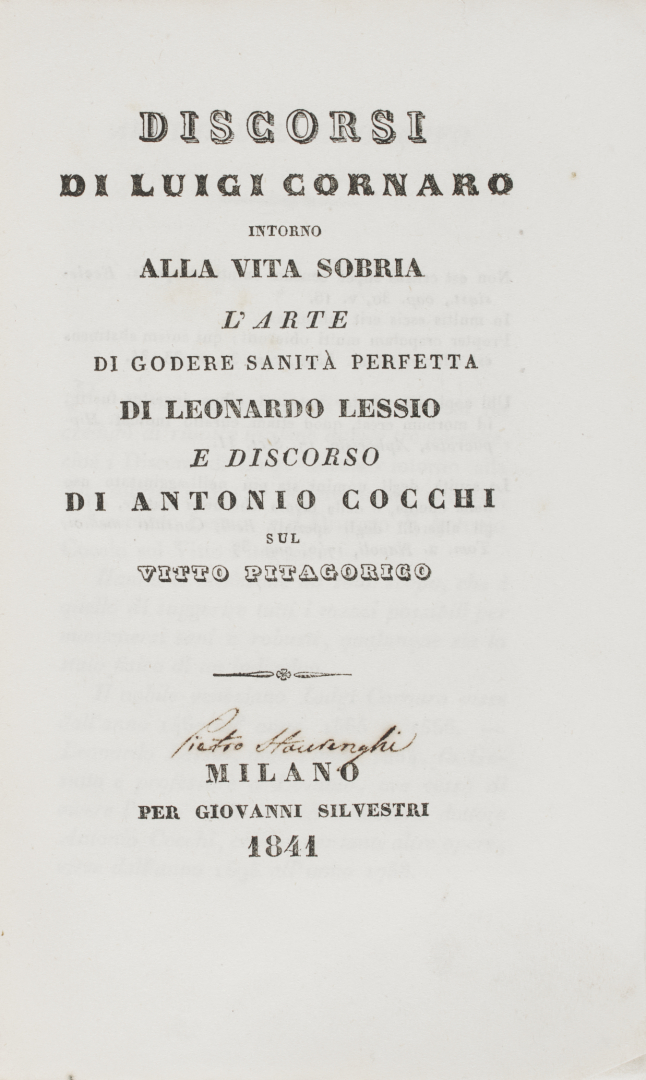 DISCORSI
DI LUIGI CORNARO
INTORNO
ALLA VITA SOBRIA
L'ARTE
DI GODERE SANITÀ PERFETTA
DI LEONARDO LESSIO
E DISCORSO
DI ANTONIO COCCHI
SUL
VITTO PITAGORICO
Pietro
MILANO
PER GIOVANNI SILVESTRI
1841